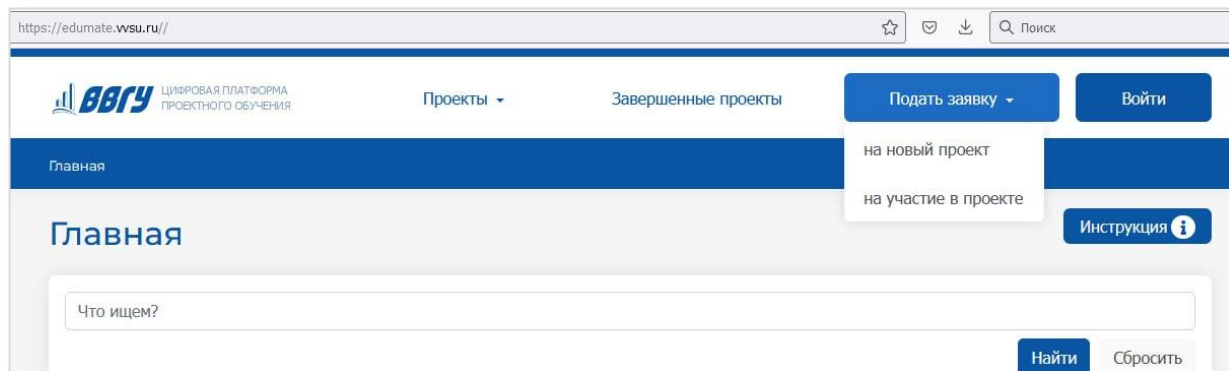 https://edumate.vvsu.ru//
Поиск
ВВГУ
ЦИФРОВАЯ ПЛАТФОРМА
ПРОЕКТНОГО ОБУЧЕНИЯ
Проекты
Завершенные проекты
Подать заявку
Войти
на новый проект
на участие в проекте
Главная
Главная
Инструкция
Что ищем?
Найти
Сбросить